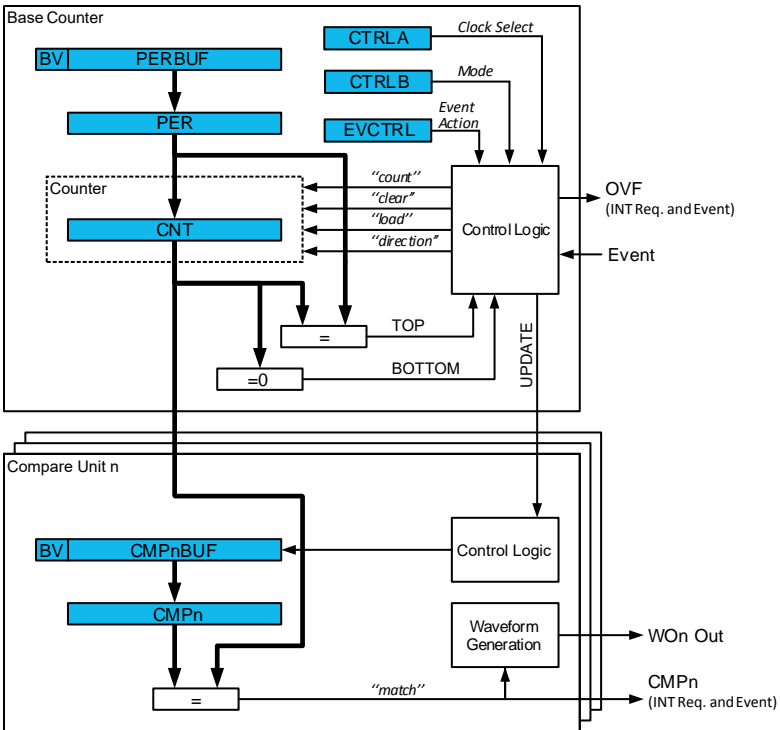 Base Counter
CTRLA
Clock Select
BV
PERBUF
CTRLB
Mode
PER
EVCTRL
Event
Action
Counter
"count"
"clear"
"load"
"direction"
CNT
Control Logic
OVF
(INT Req. and Event)
Event
=
TOP
=0
BOTTOM
UPDATE
Compare Unit n
BV
CMPnBUF
Control Logic
CMPn
Waveform
Generation
WOn Out
=
"match"
CMPn
(INT Req. and Event)